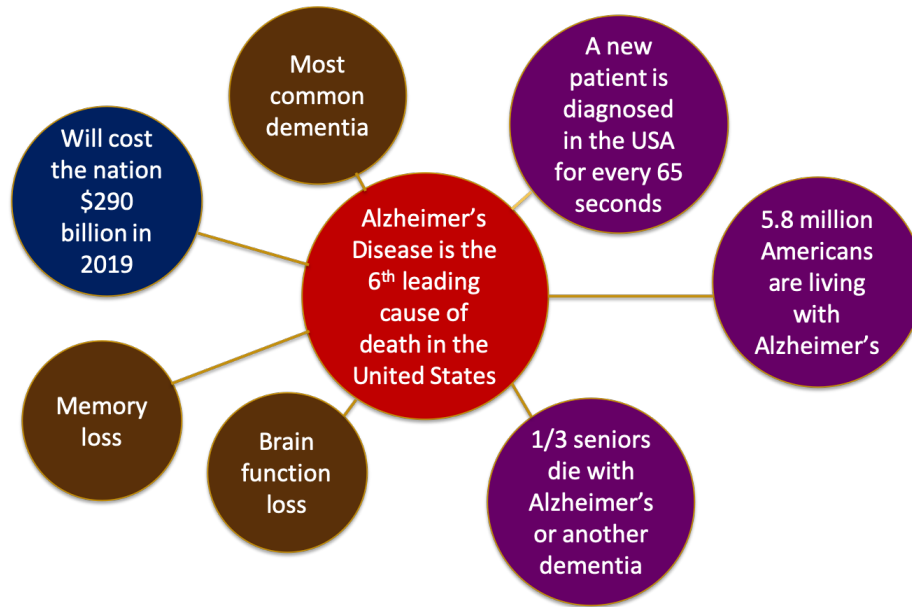 Most
common
dementia
A new
patient is
diagnosed
in the USA
for every 65
seconds
Will cost
the nation
$290
billion in
2019
Alzheimer’s
Disease is the
6th leading
cause of
death in the
United States
5.8 million
Americans
are living
with
Alzheimer’s
Memory
loss
Brain
function
loss
1/3 seniors
die with
Alzheimer’s
or another
dementia